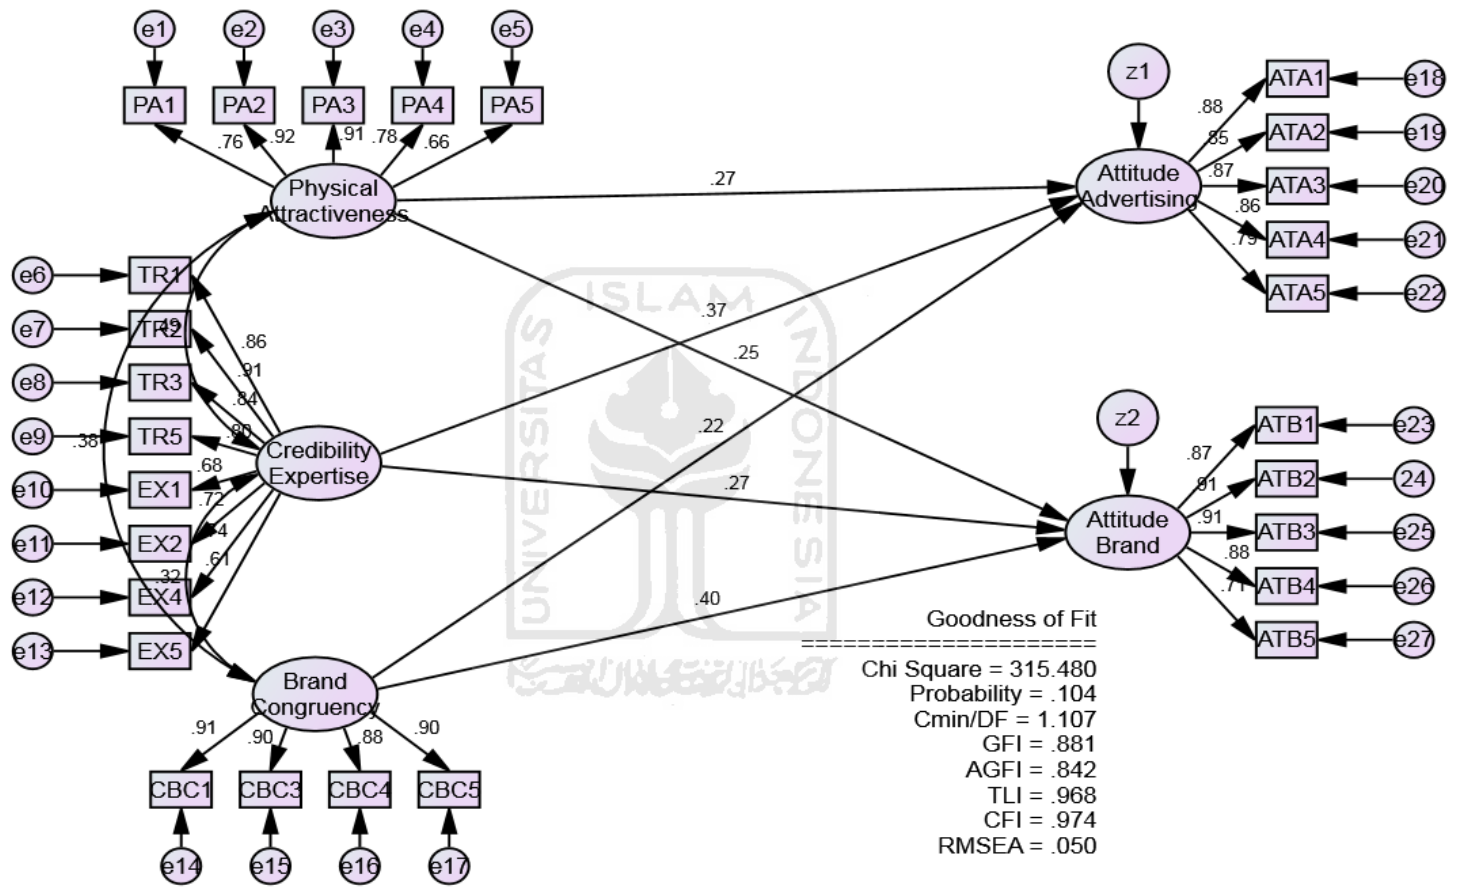 e1 e2 e3 e4 e5
PA1 PA2 PA3 PA4 PA5
.76 .92 .91 .78 .66
Physical
Attractiveness
z1
Attitude
Advertising
.88
.85
.87
.86
.79
ATA1 e18
ATA2 e19
ATA3 e20
ATA4 e21
ATA5 e22
.27
.37
.25
.22
.27
.40
e6 TR1
e7 TR2
e8 TR3
e9 TR5
e10 EX1
e11 EX2
e12 EX4
e13 EX5
.49
.38
.32
.86
.91
.84
.80
.68
.72
.61
Credibility
Expertise
z2
Attitude
Brand
.87
.91
.91
.88
.71
ATB1 e23
ATB2 24
ATB3 e25
ATB4 e26
ATB5 e27
Brand
Congruency
.91 .90 .88 .90
CBC1 CBC3 CBC4 CBC5
e14 e15 e16 e17
Goodness of Fit
====================
Chi Square = 315.480
Probability = .104
Cmin/DF = 1.107
GFI = .881
AGFI = .842
TLI = .968
CFI = .974
RMSEA = .050
UNIVERSITAS
ISLAM
INDONESIA